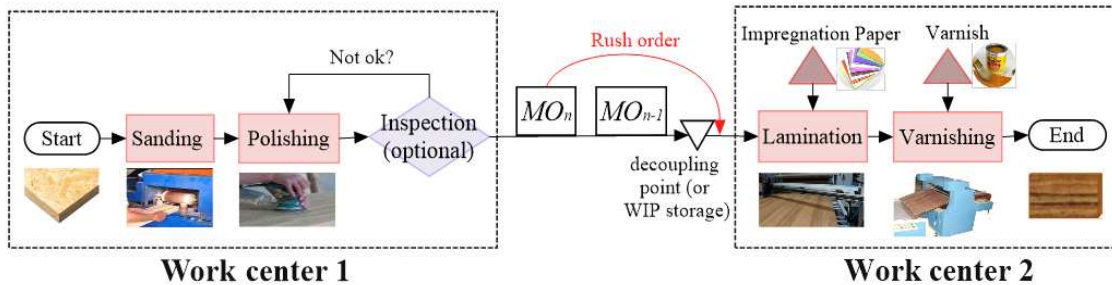 Not ok?
Start
Sanding
Polishing
Inspection
(optional)
Work center 1
Rush order
MOn
MOn-1
decoupling
point (or
WIP storage)
Impregnation Paper
Varnish
Lamination
Varnishing
End
Work center 2